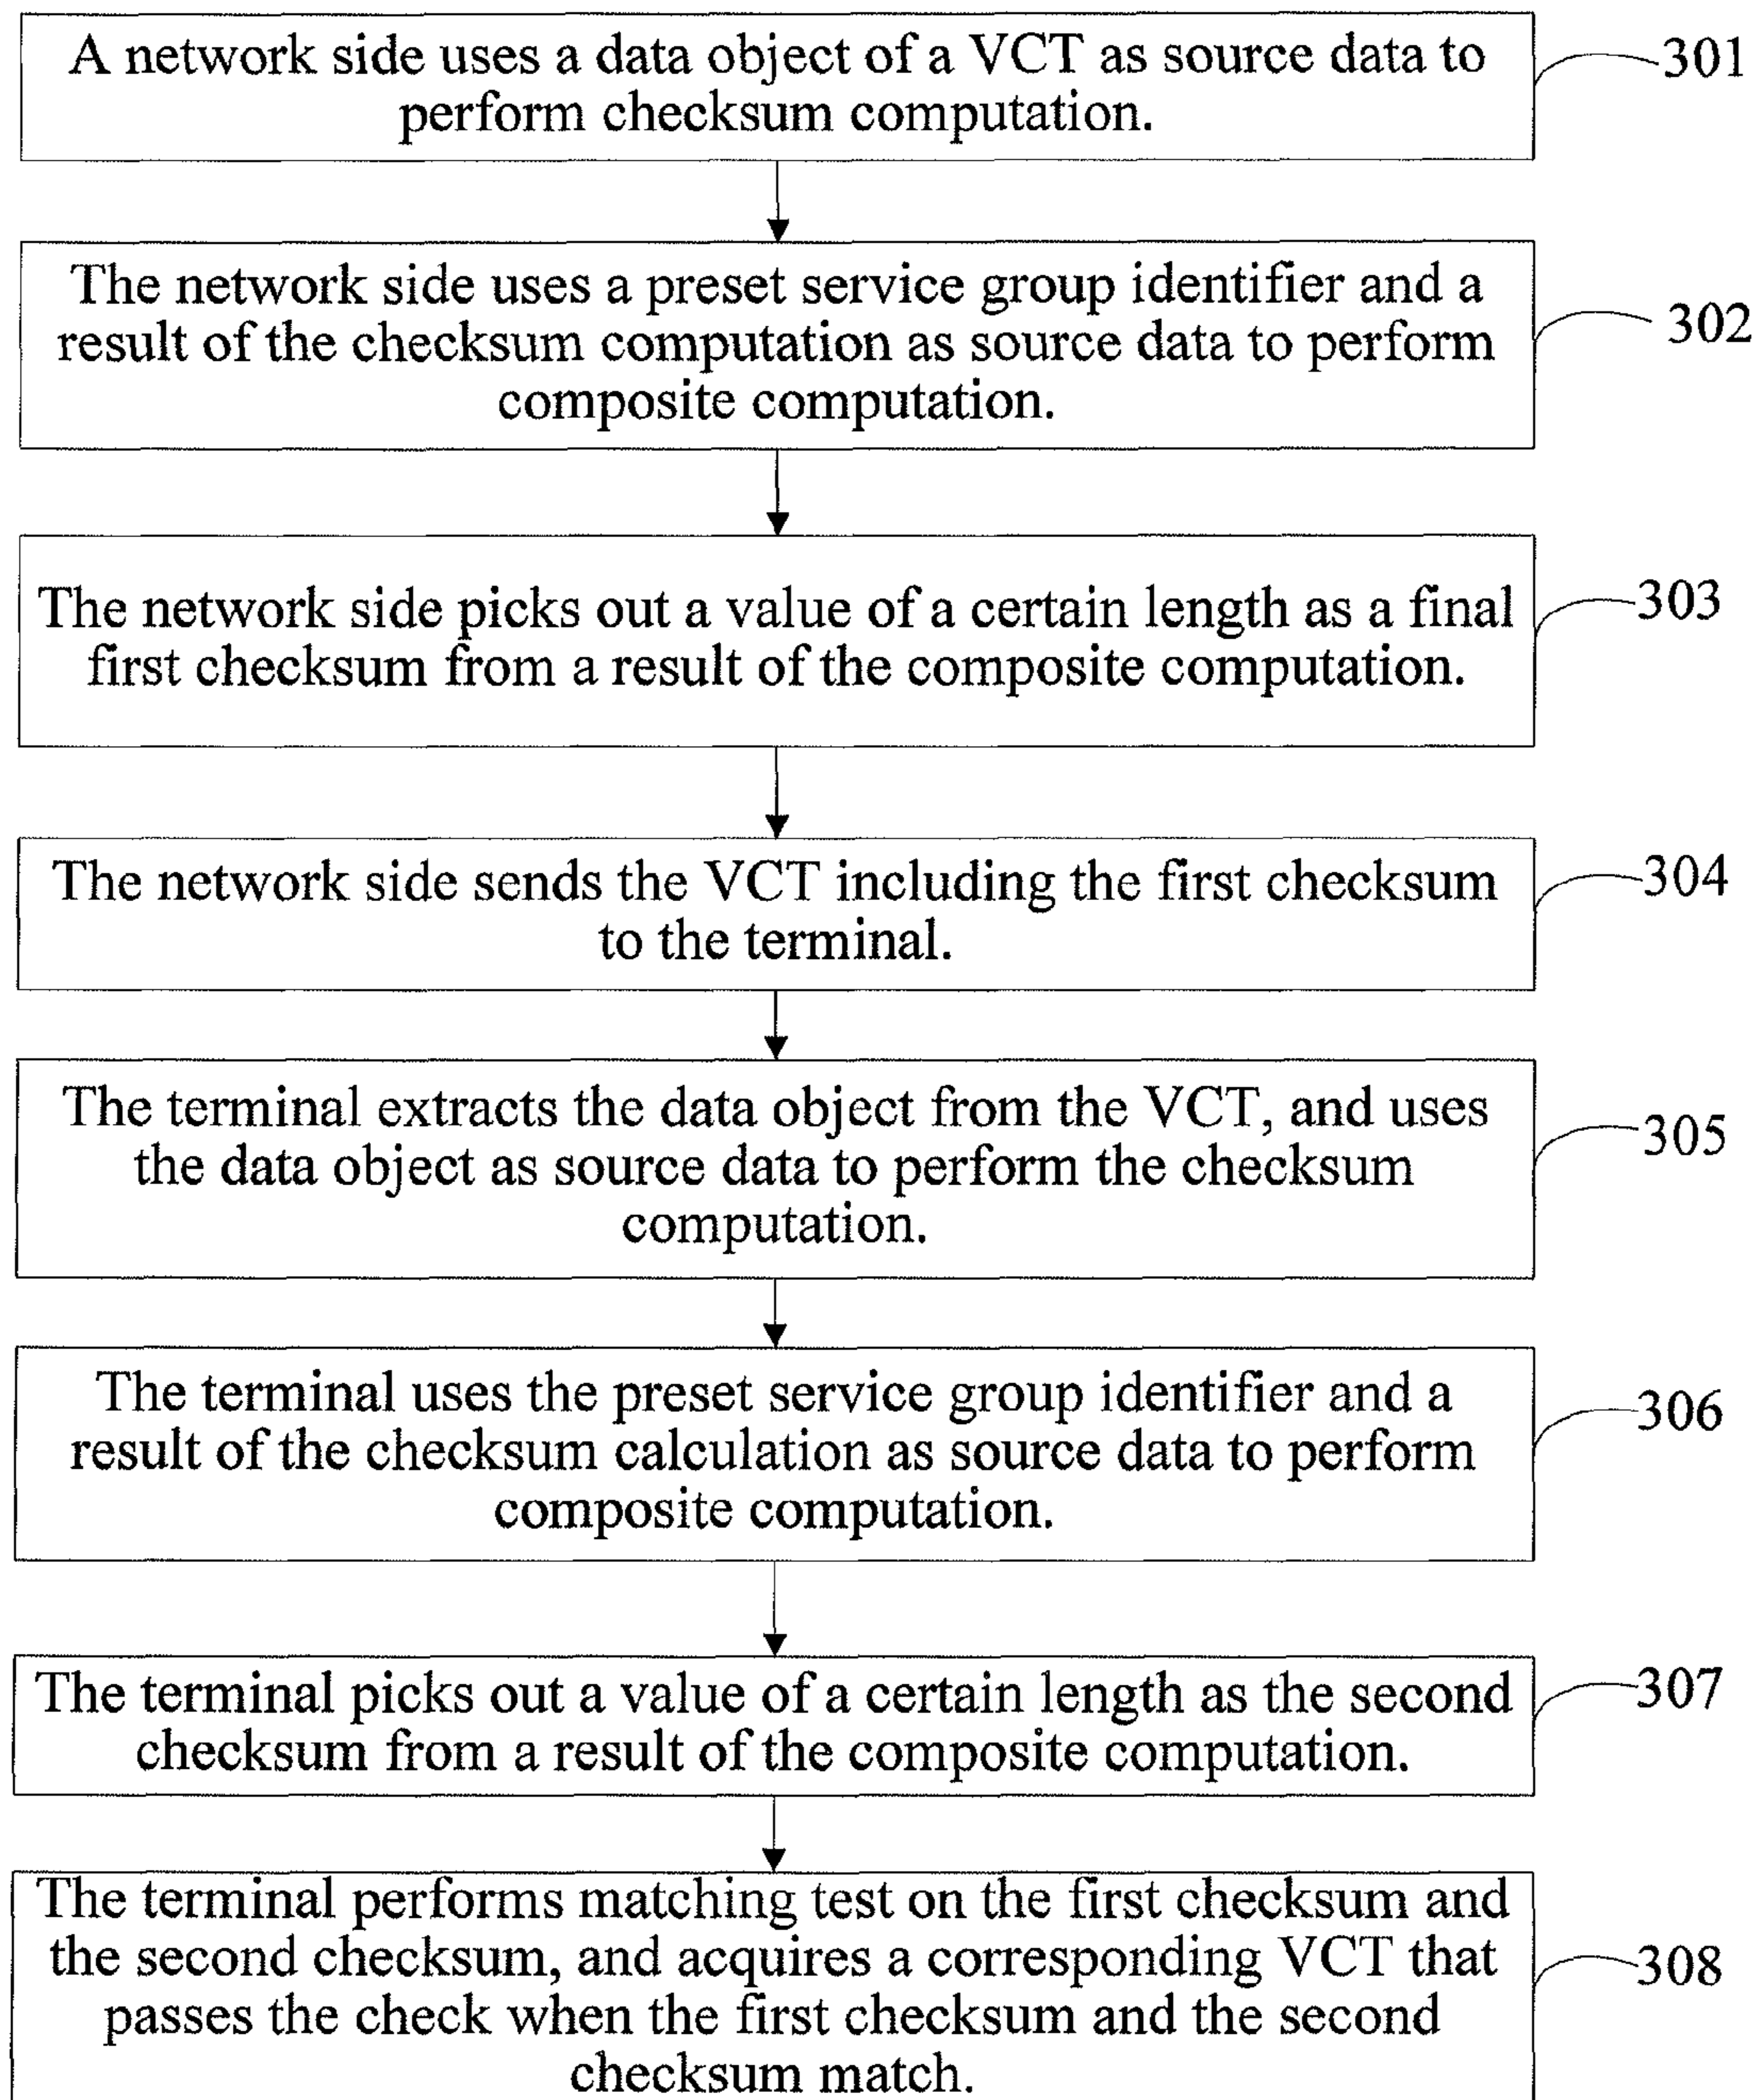 A network side uses a data object of a VCT as source data to
perform checksum computation.
301
The network side uses a preset service group identifier and a
result of the checksum computation as source data to perform
composite computation.
302
The network side picks out a value of a certain length as a final
first checksum from a result of the composite computation.
303
The network side sends the VCT including the first checksum
to the terminal.
304
The terminal extracts the data object from the VCT, and uses
the data object as source data to perform the checksum
computation.
305
The terminal uses the preset service group identifier and a
result of the checksum calculation as source data to perform
composite computation.
306
The terminal picks out a value of a certain length as the second
checksum from a result of the composite computation.
307
The terminal performs matching test on the first checksum and
the second checksum, and acquires a corresponding VCT that
passes the check when the first checksum and the second
checksum match.
308